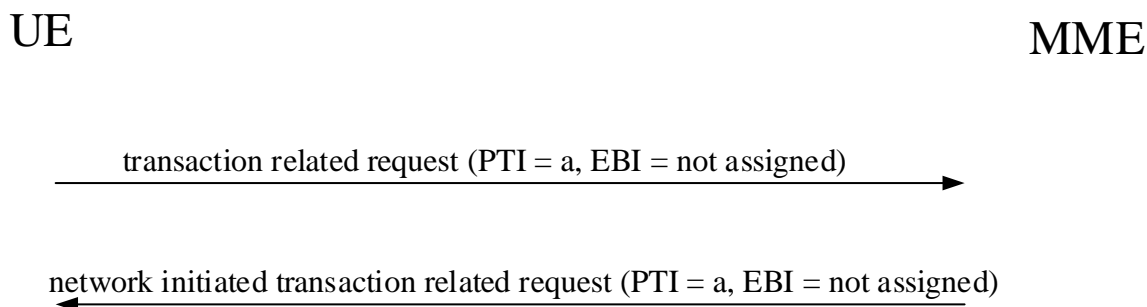 UE
MME
transaction related request (PTI = a, EBI = not assigned)
network initiated transaction related request (PTI = a, EBI = not assigned)